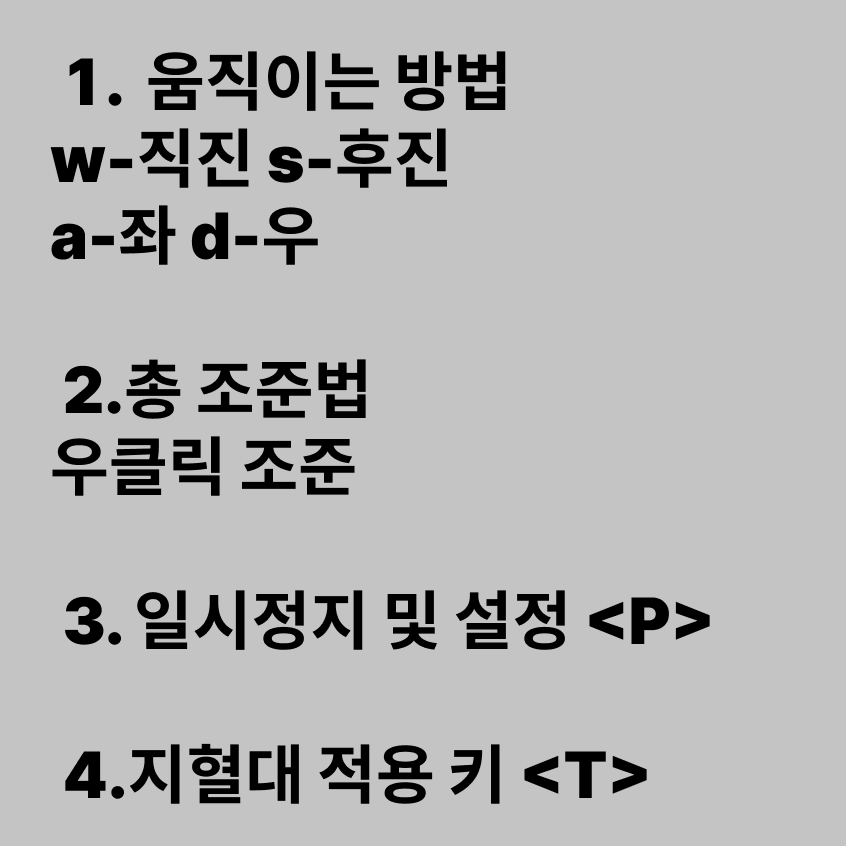 1. 움직이는 방법
w-직진 s-후진
a-좌 d-우
2.총 조준법
우클릭 조준
3. 일시정지 및 설정 <P>
4.지혈대 적용 키 <T>